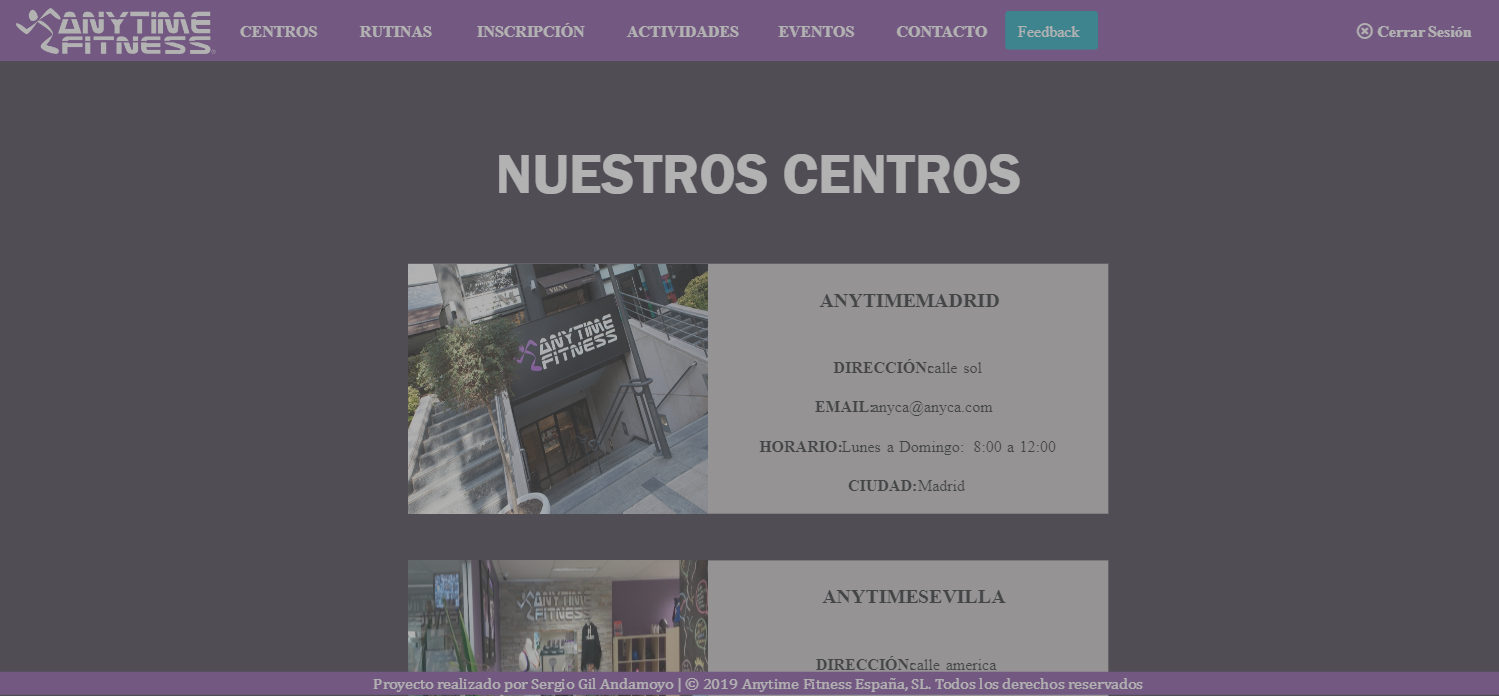 ANYTIME FITNESS®
CENTROS RUTINAS INSCRIPCIÓN ACTIVIDADES EVENTOS CONTACTO Feedback Cerrar Sesión
NUESTROS CENTROS
VIENA
ANYTIME
FITNESS
ANYTIMEMADRID
DIRECCIÓN:calle sol
EMAIL:anyca@anyca.com
HORARIO:Lunes a Domingo: 8:00 a 12:00
CIUDAD:Madrid
ANYTIME
FITNESS
ANYTIMESEVILLA
DIRECCIÓN:calle america
Proyecto realizado por Sergio Gil Andamoyo | © 2019 Anytime Fitness España, SL. Todos los derechos reservados